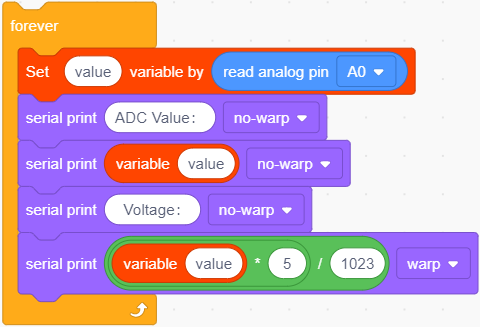 forever
Set value variable by read analog pin A0
serial print ADC Value: no-warp
serial print variable value no-warp
serial print Voltage: no-warp
serial print variable value * 5 / 1023 warp